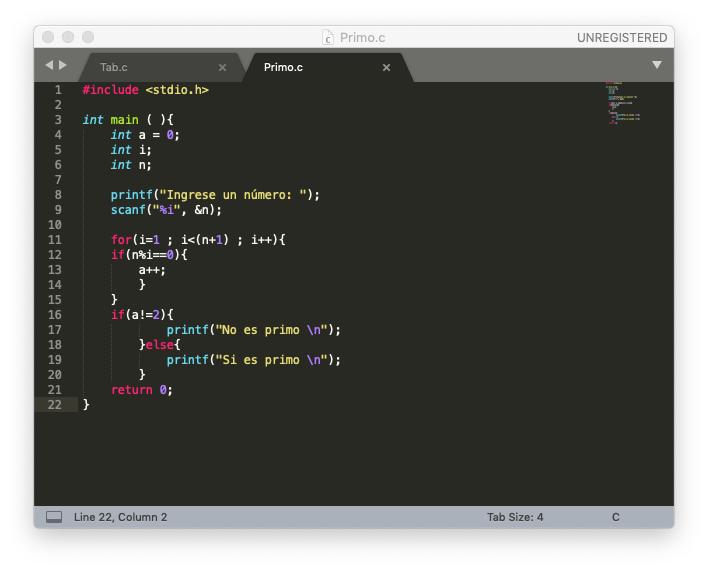 Primo.c
UNREGISTERED
Tab.c
Primo.c
1 #include <stdio.h>
2
3 int main ( ){
4 int a = 0;
5 int i;
6 int n;
7
8 printf("Ingrese un número: ");
9 scanf("%i", &n);
10
11 for(i=1 ; i<(n+1) ; i++){
12 if(n%i==0){
13 a++;
14 }
15 }
16 if(a!=2){
17 printf("No es primo \n");
18 }else{
19 printf("Si es primo \n");
20 }
21 return 0;
22 }
Line 22, Column 2
Tab Size: 4
C